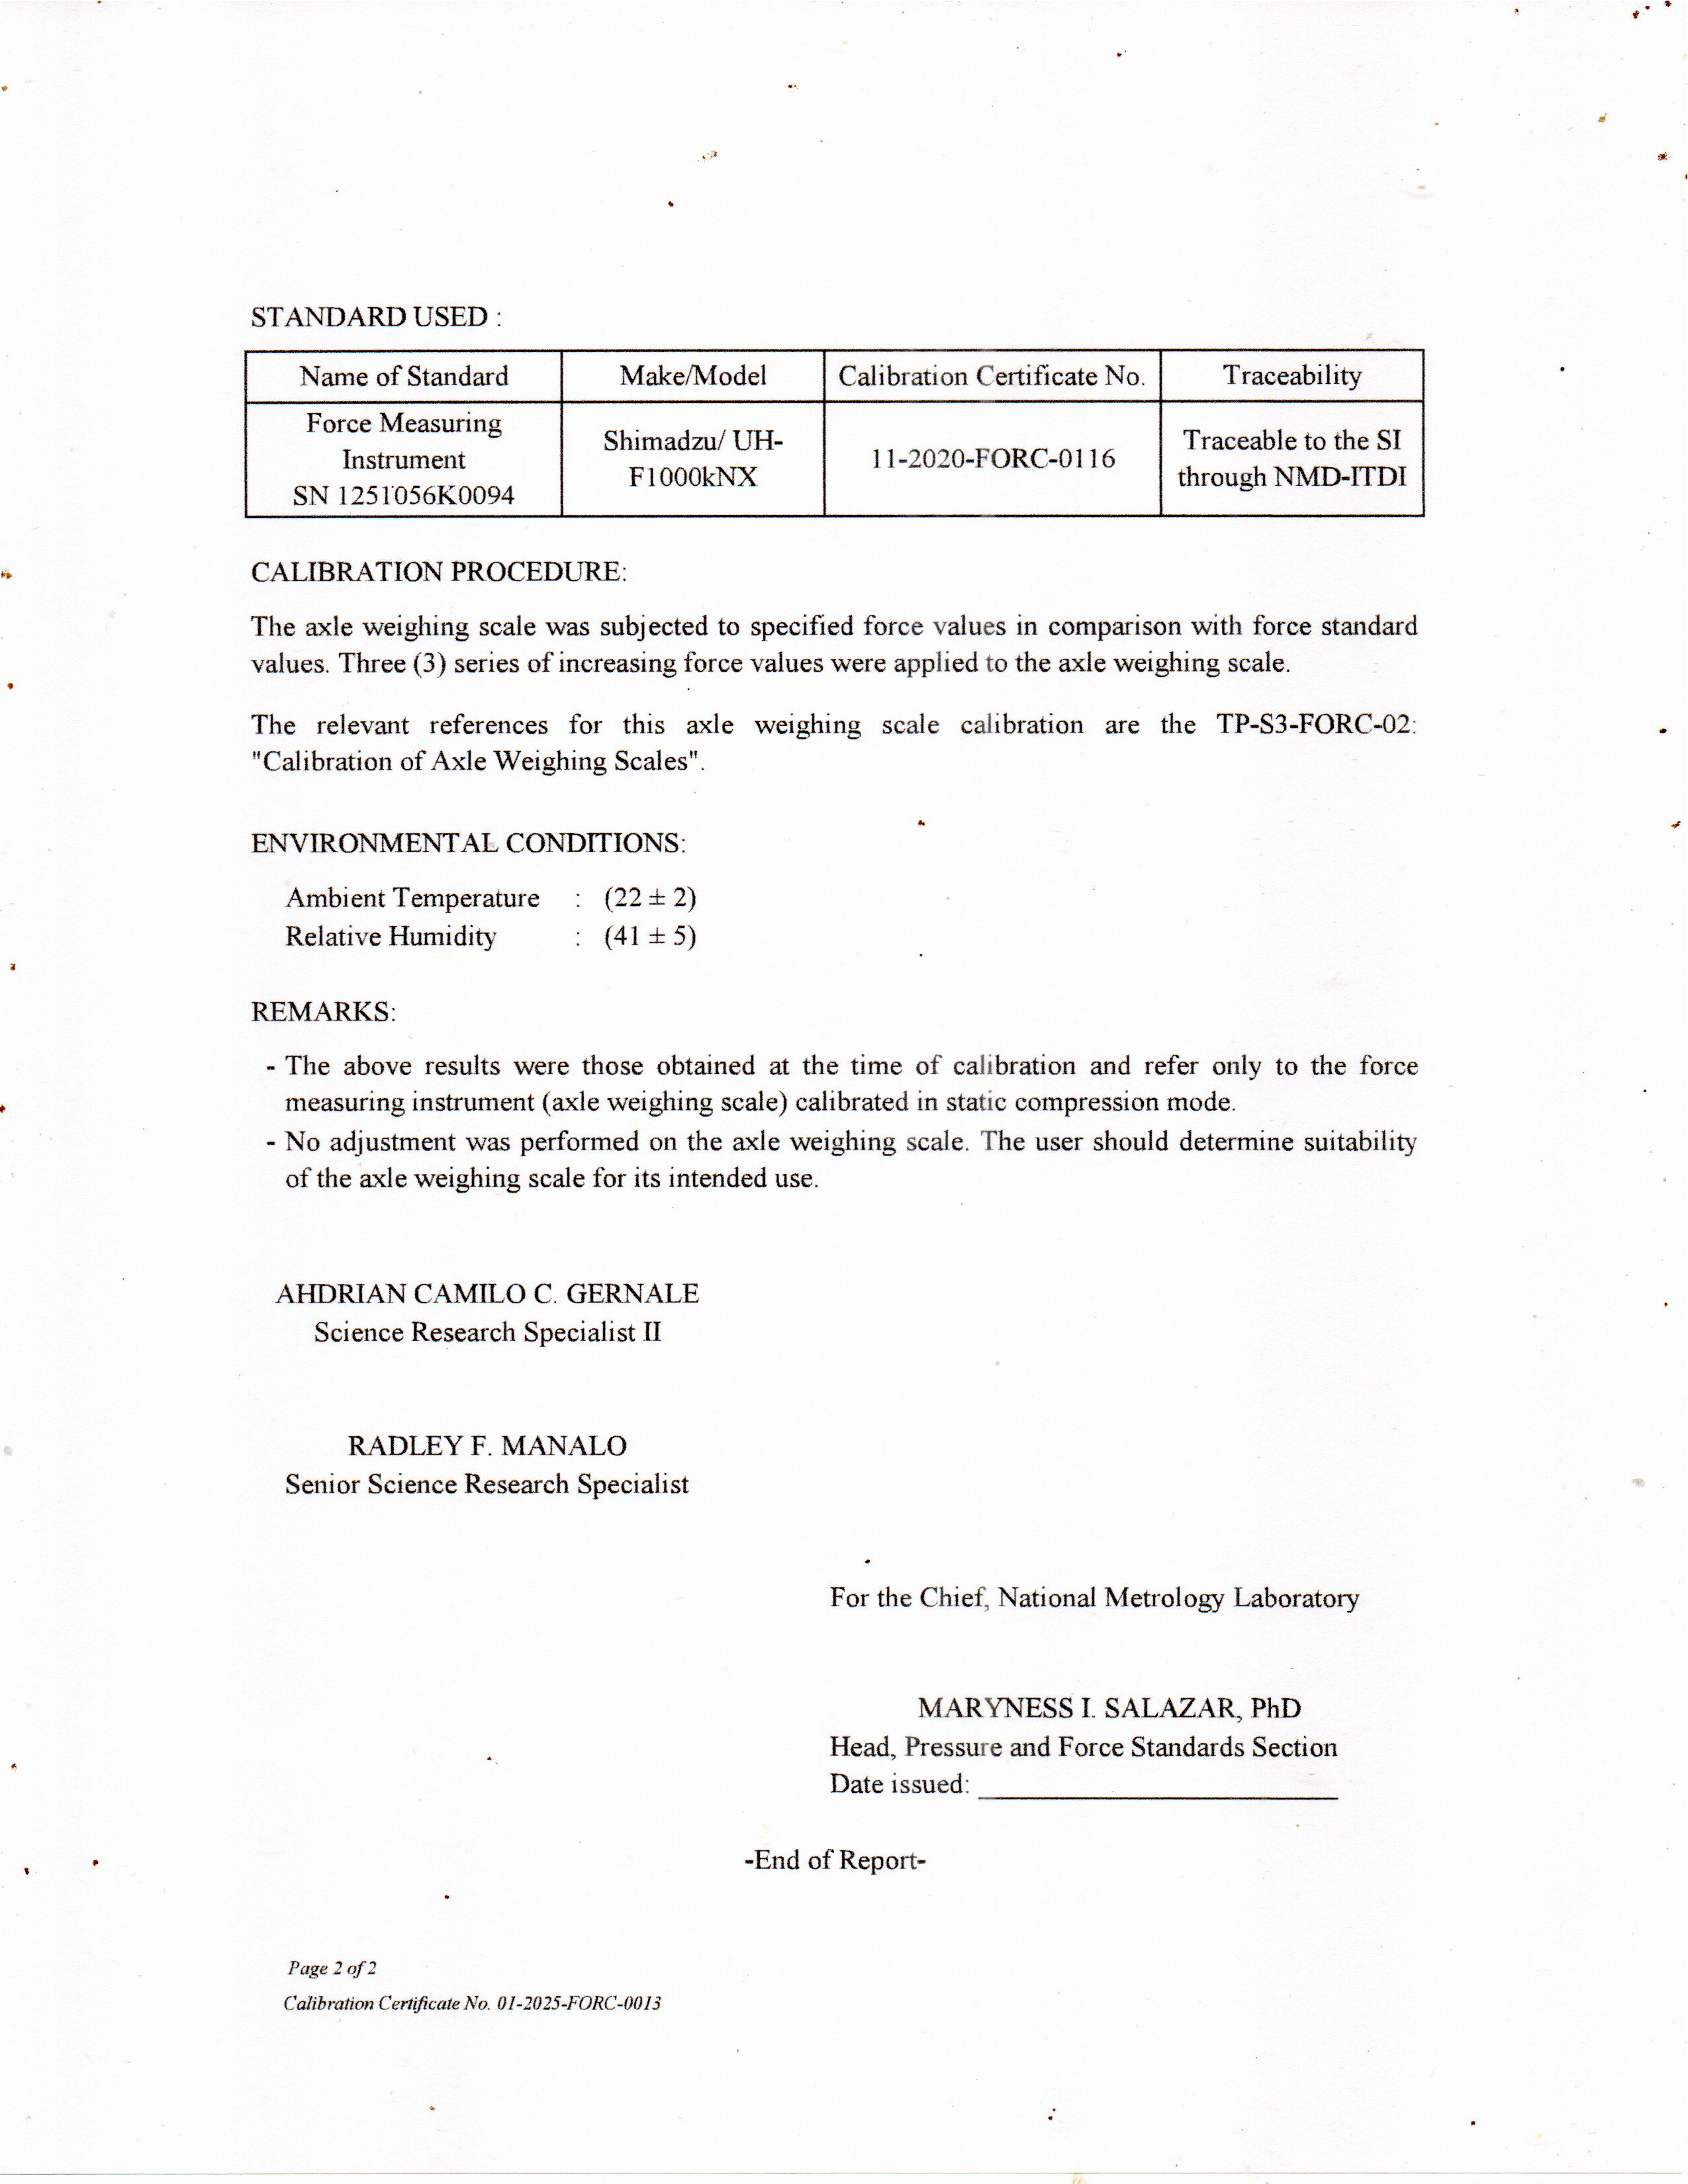 STANDARD USED :
Name of Standard Make/Model Calibration Certificate No. Traceability
Force Measuring
Instrument
SN 1251056K0094
Shimadzu/ UH-
F1000kNX
11-2020-FORC-0116
Traceable to the SI
through NMD-ITDI
CALIBRATION PROCEDURE:
The axle weighing scale was subjected to specified force values in comparison with force standard
values. Three (3) series of increasing force values were applied to the axle weighing scale.
The relevant references for this axle weighing scale calibration are the TP-S3-FORC-02:
"Calibration of Axle Weighing Scales".
ENVIRONMENTAL CONDITIONS:
Ambient Temperature : (22 ± 2)
Relative Humidity : (41 ± 5)
REMARKS:
- The above results were those obtained at the time of calibration and refer only to the force
measuring instrument (axle weighing scale) calibrated in static compression mode.
- No adjustment was performed on the axle weighing scale. The user should determine suitability
of the axle weighing scale for its intended use.
AHDRIAN CAMILO C. GERNALE
Science Research Specialist II
RADLEY F. MANALO
Senior Science Research Specialist
For the Chief, National Metrology Laboratory
MARYNESS I. SALAZAR, PhD
Head, Pressure and Force Standards Section
Date issued:
-End of Report-
Page 2 of 2
Calibration Certificate No. 01-2025-FORC-0013